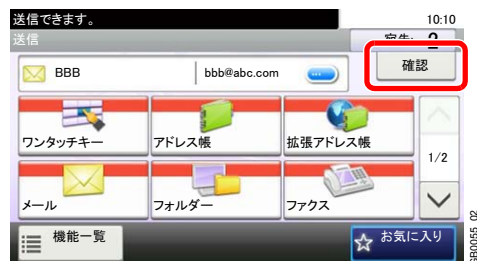 送信できます。 10:10
送信 宛先: 2
BBB bbb@abc.com ... 確認
ワンタッチキー アドレス帳 拡張アドレス帳
1/2
メール フォルダー ファクス
機能一覧 お気に入り
GB0055_02